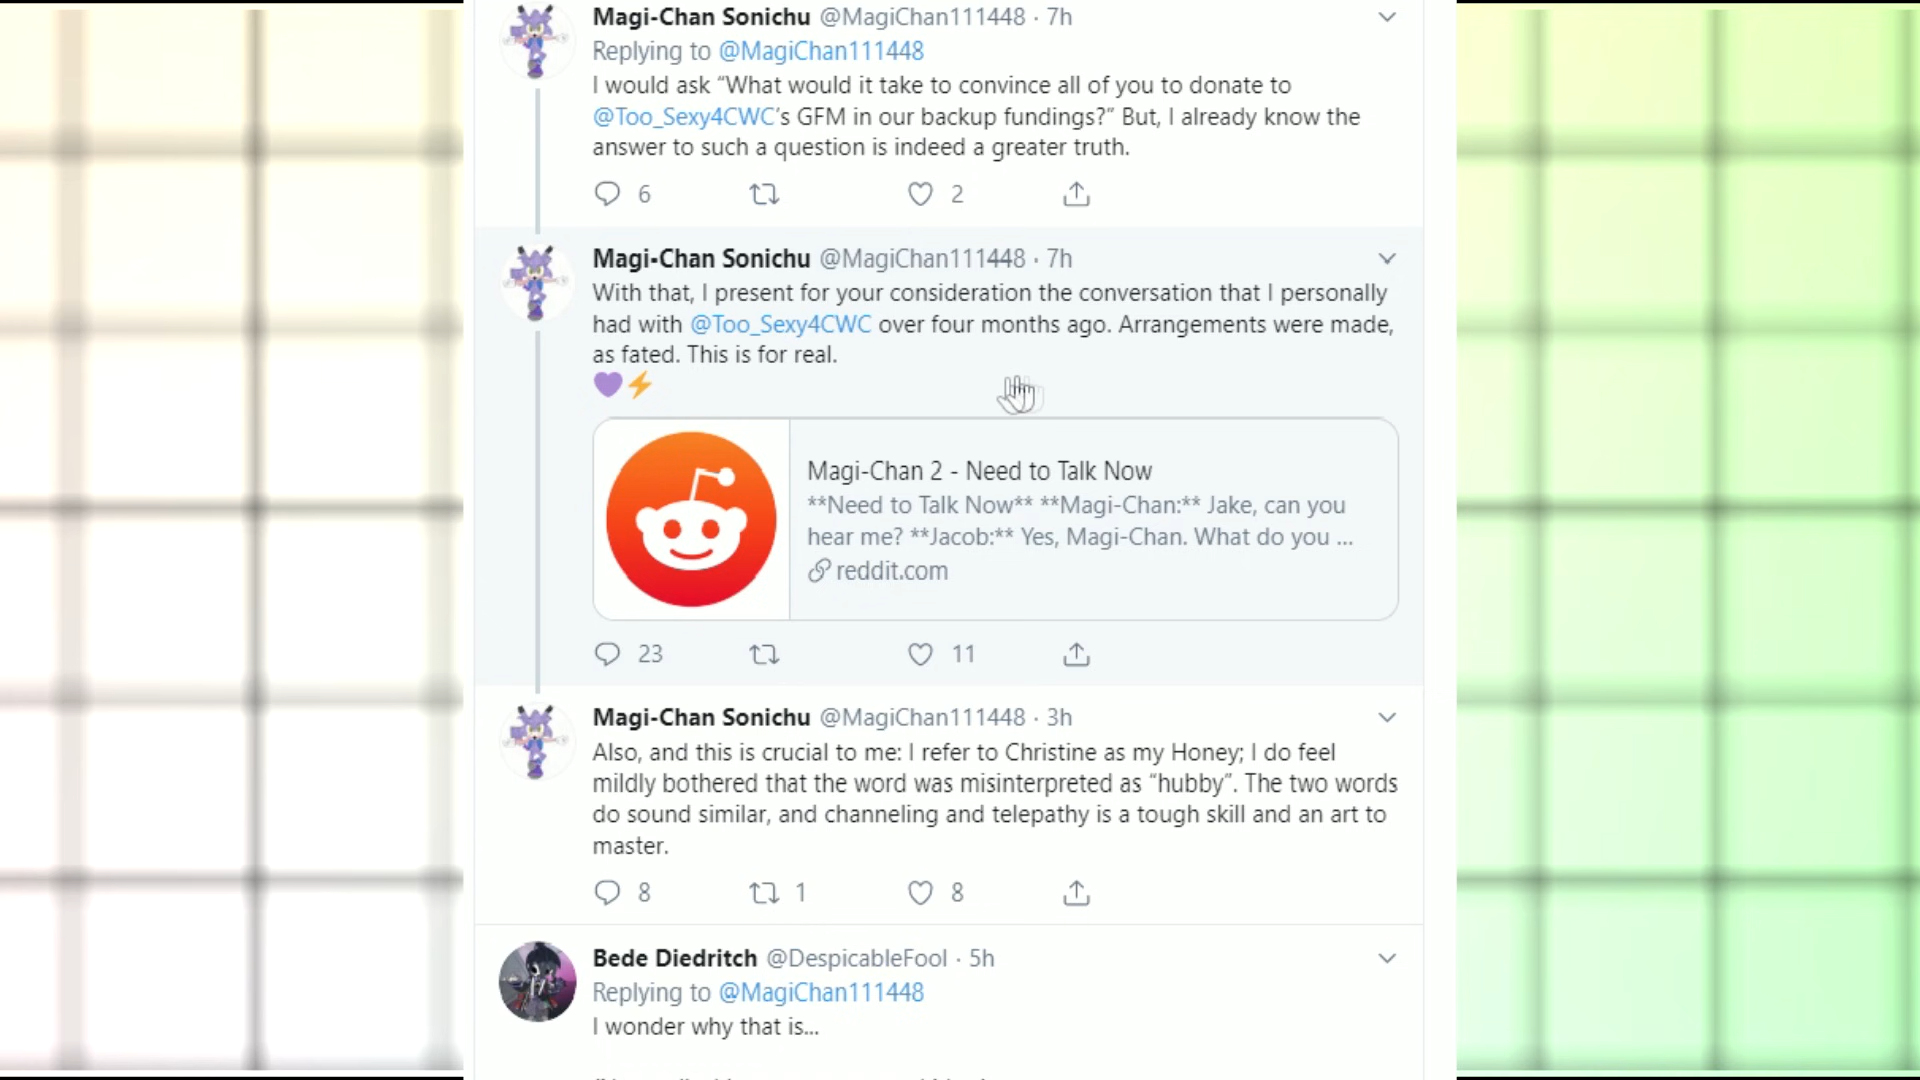 Magi-Chan Sonichu @MagiChan111448 · 7h
Replying to @MagiChan111448
I would ask “What would it take to convince all of you to donate to
@Too_Sexy4CWC’s GFM in our backup fundings?” But, I already know the
answer to such a question is indeed a greater truth.
6 2
Magi-Chan Sonichu @MagiChan111448 · 7h
With that, I present for your consideration the conversation that I personally
had with @Too_Sexy4CWC over four months ago. Arrangements were made,
as fated. This is for real.
💜⚡
Magi-Chan 2 - Need to Talk Now
**Need to Talk Now** **Magi-Chan:** Jake, can you
hear me? **Jacob:** Yes, Magi-Chan. What do you ...
reddit.com
23 11
Magi-Chan Sonichu @MagiChan111448 · 3h
Also, and this is crucial to me: I refer to Christine as my Honey; I do feel
mildly bothered that the word was misinterpreted as “hubby”. The two words
do sound similar, and channeling and telepathy is a tough skill and an art to
master.
8 1 8
Bede Diedritch @DespicableFool · 5h
Replying to @MagiChan111448
I wonder why that is...